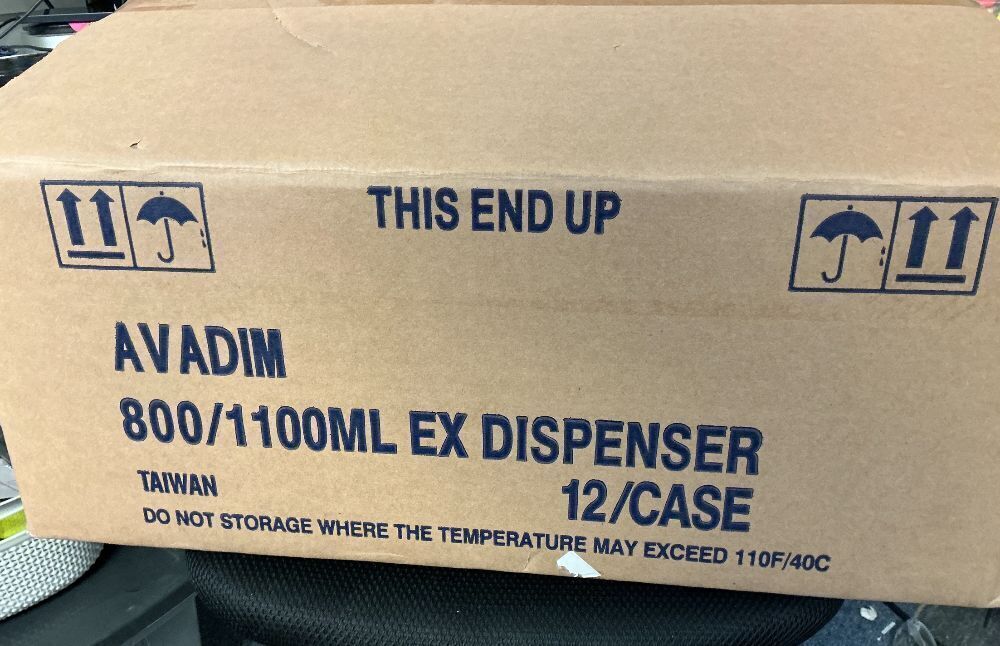 THIS END UP
AVADIM
800/1100ML EX DISPENSER
TAIWAN
12/CASE
DO NOT STORAGE WHERE THE TEMPERATURE MAY EXCEED 110F/40C